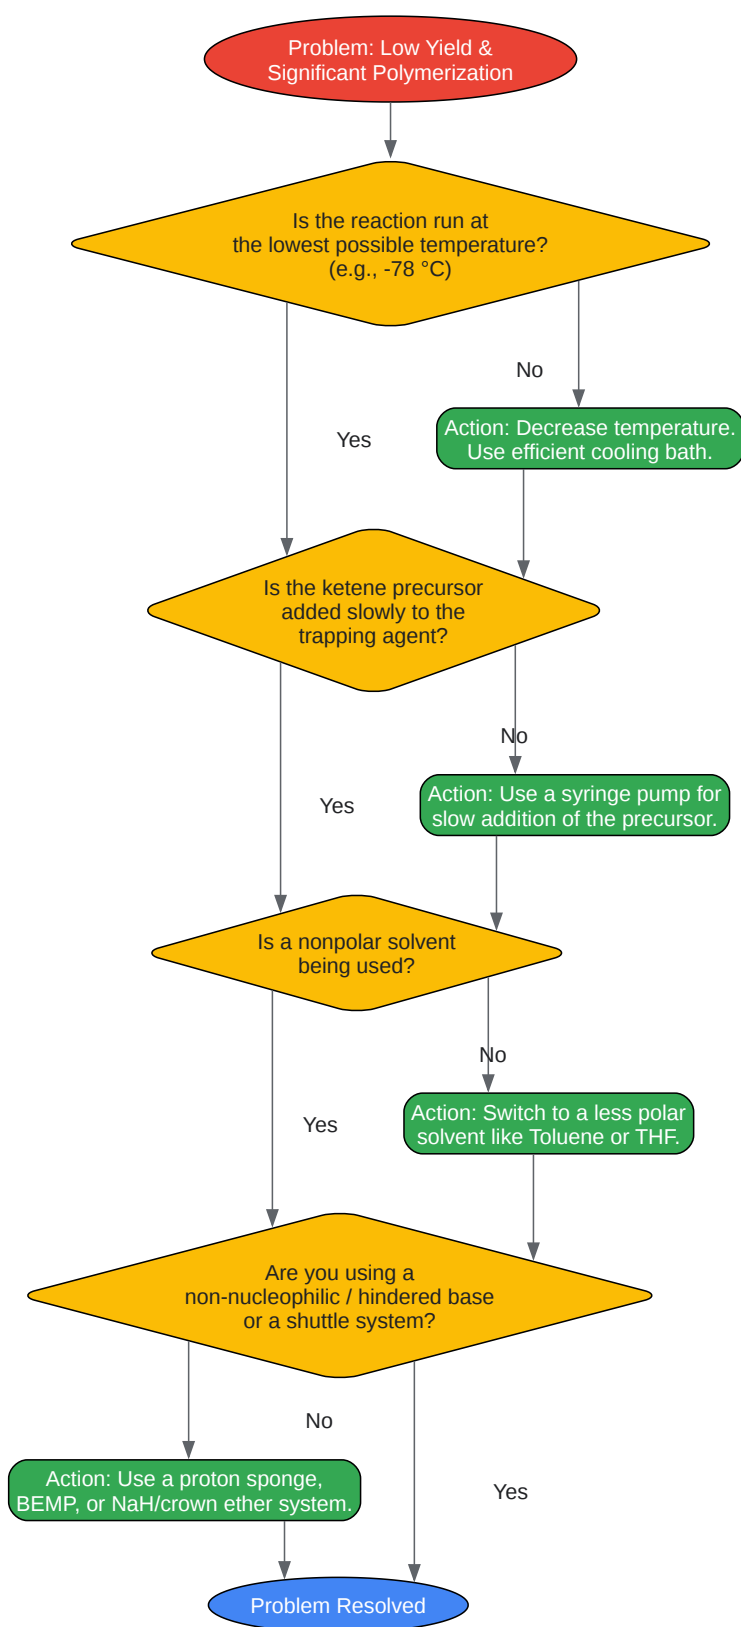 Problem: Low Yield &
Significant Polymerization
Is the reaction run at
the lowest possible temperature?
(e.g., -78 °C)
No
Action: Decrease temperature.
Use efficient cooling bath.
Yes
Is the ketene precursor
added slowly to the
trapping agent?
No
Action: Use a syringe pump for
slow addition of the precursor.
Yes
Is a nonpolar solvent
being used?
No
Action: Switch to a less polar
solvent like Toluene or THF.
Yes
Are you using a
non-nucleophilic / hindered base
or a shuttle system?
No
Action: Use a proton sponge,
BEMP, or NaH/crown ether system.
Yes
Problem Resolved